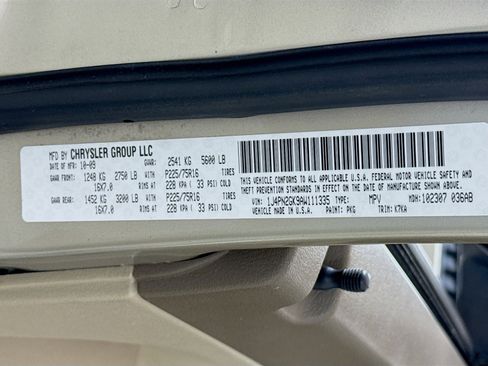 MFD BY CHRYSLER GROUP LLC
DATE OF MFR: 10-09 GVWR: 2541 KG 5600 LB
GAWR FRONT: 1248 KG 2750 LB WITH P225/75R16 TIRES
16X7.0 RIMS AT 228 KPA ( 33 PSI) COLD
GAWR REAR: 1452 KG 3200 LB WITH P225/75R16 TIRES
16X7.0 RIMS AT 228 KPA ( 33 PSI) COLD
THIS VEHICLE CONFORMS TO ALL APPLICABLE U.S.A. FEDERAL MOTOR VEHICLE SAFETY AND
THEFT PREVENTION STANDARDS IN EFFECT ON THE DATE OF MANUFACTURE SHOWN ABOVE.
VIN: 1J4PN2GK9AW111335 TYPE: MPV MDH: 102307 036AB
VEHICLE MADE IN U.S.A. PAINT: PKG TRIM: K7KA